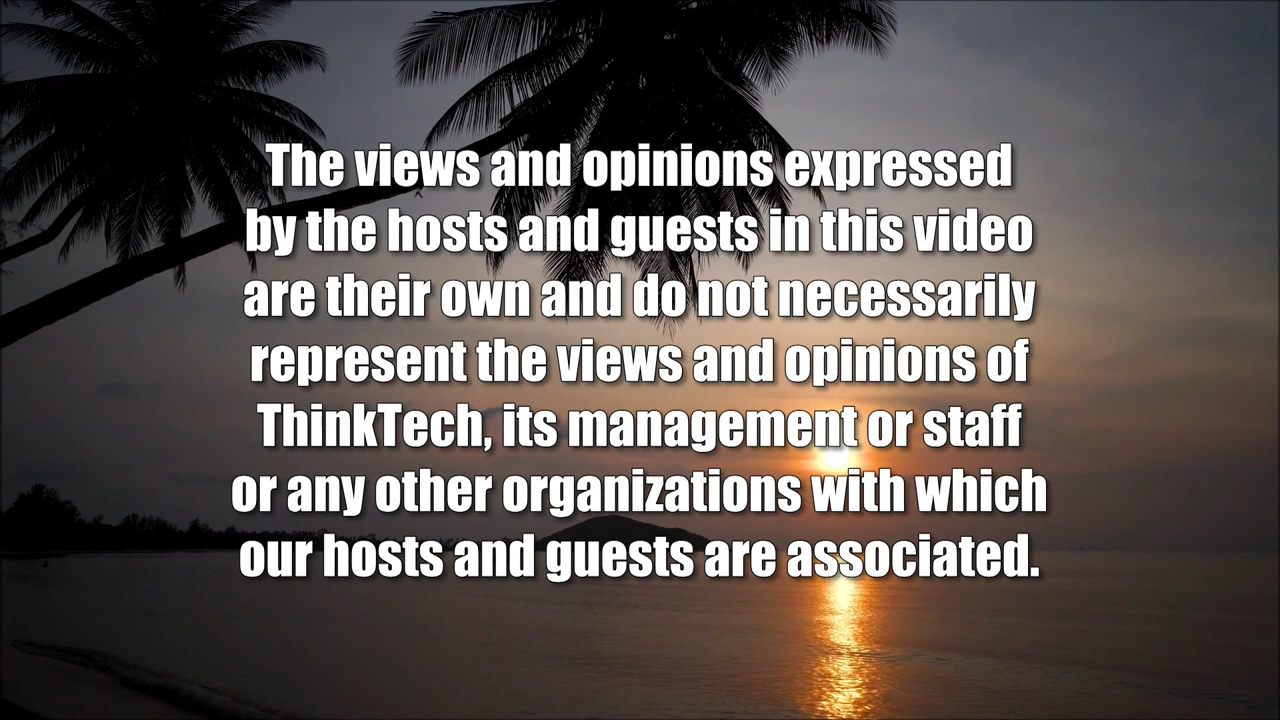 The views and opinions expressed
by the hosts and guests in this video
are their own and do not necessarily
represent the views and opinions of
ThinkTech, its management or staff
or any other organizations with which
our hosts and guests are associated.